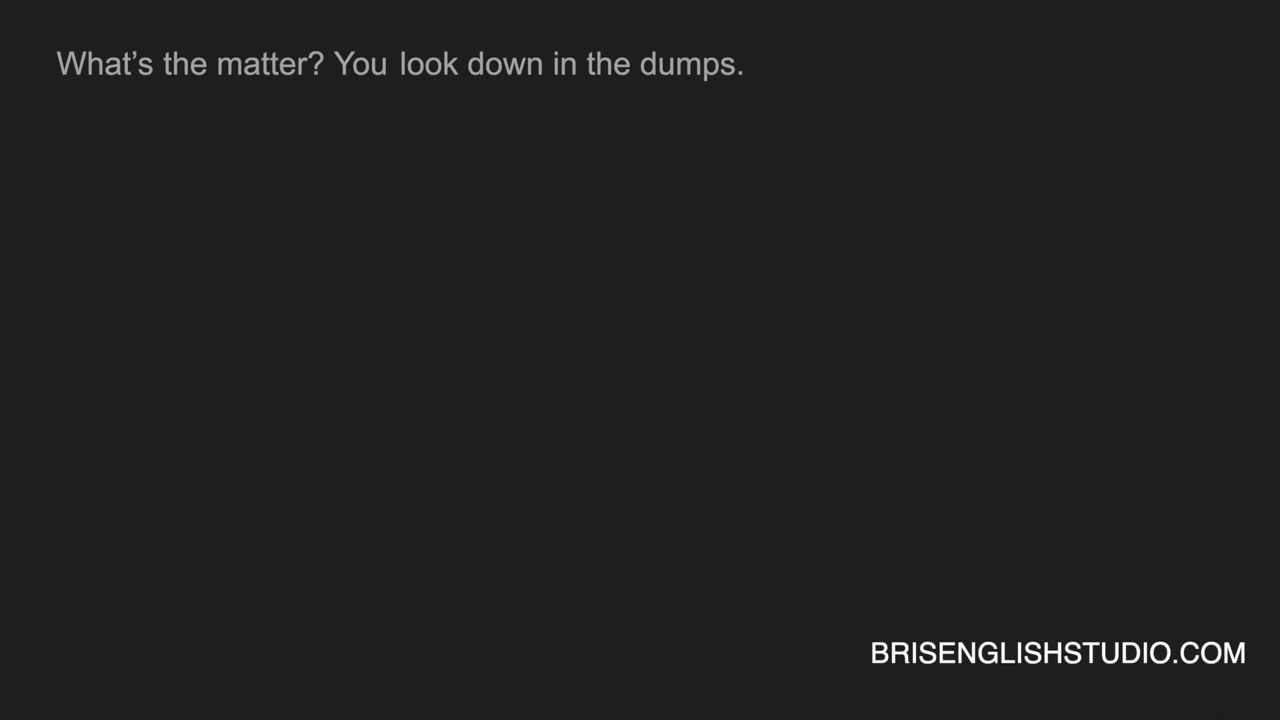 What’s the matter? You look down in the dumps.
BRISENGLISHSTUDIO.COM